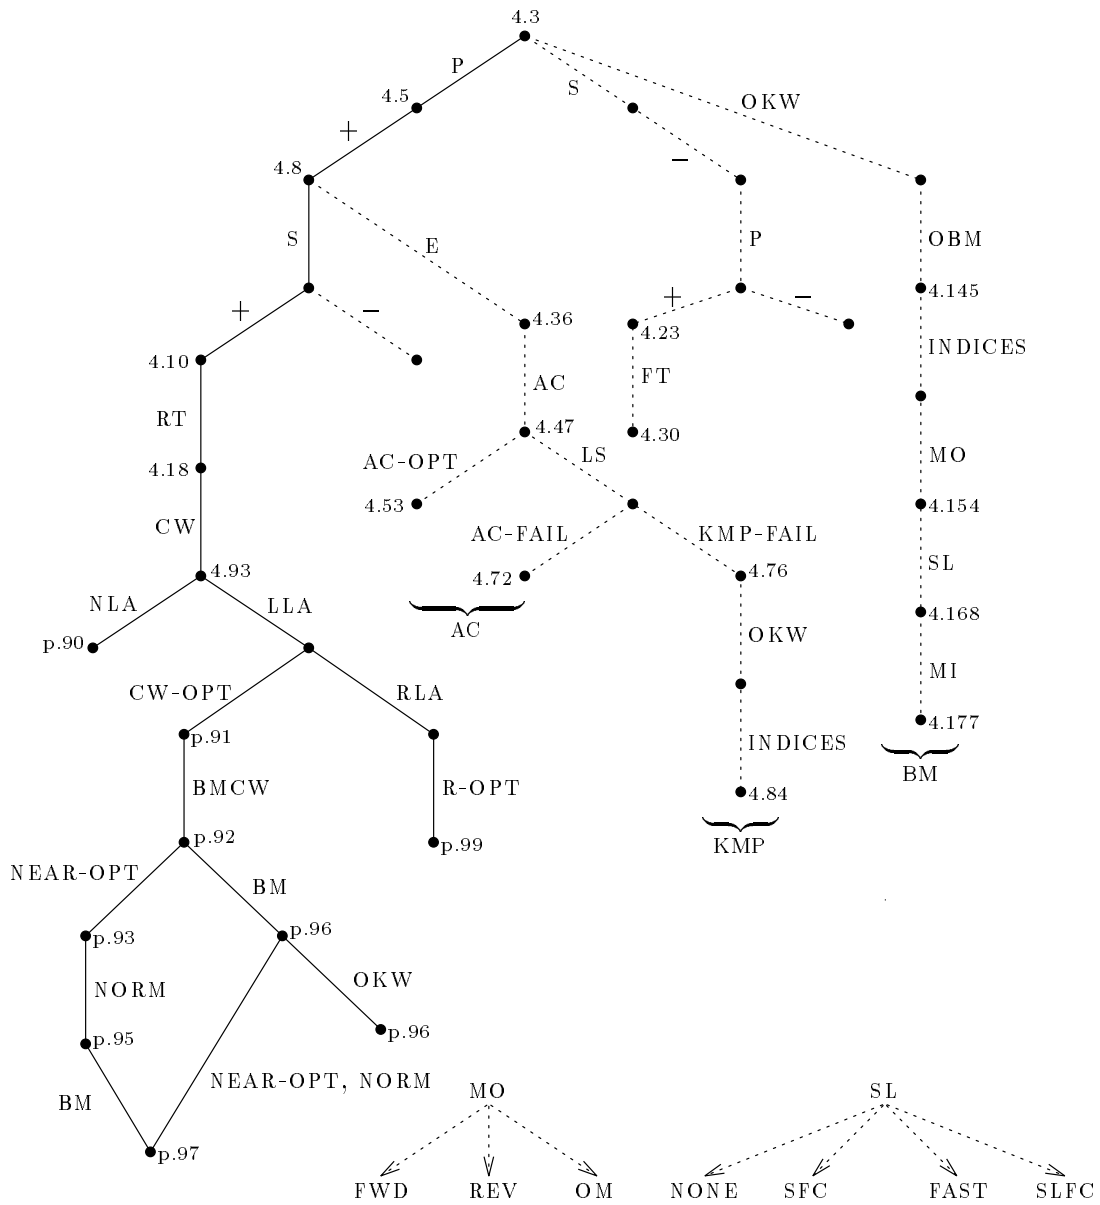 4.3
P
S
OKW
4.5
+
4.8
−
S
E
P
OBM
+
−
+
−
4.145
4.10
4.36
4.23
INDICES
RT
AC
FT
4.18
4.47
4.30
AC-OPT
LS
MO
4.53
4.154
CW
AC-FAIL
KMP-FAIL
4.93
4.72
4.76
SL
NLA
LLA
AC
OKW
4.168
p.90
CW-OPT
RLA
MI
p.91
INDICES
4.177
BMCW
R-OPT
4.84
BM
p.92
p.99
KMP
NEAR-OPT
BM
p.93
p.96
NORM
OKW
p.95
p.96
BM
NEAR-OPT, NORM
MO
SL
p.97
FWD
REV
OM
NONE
SFC
FAST
SLFC